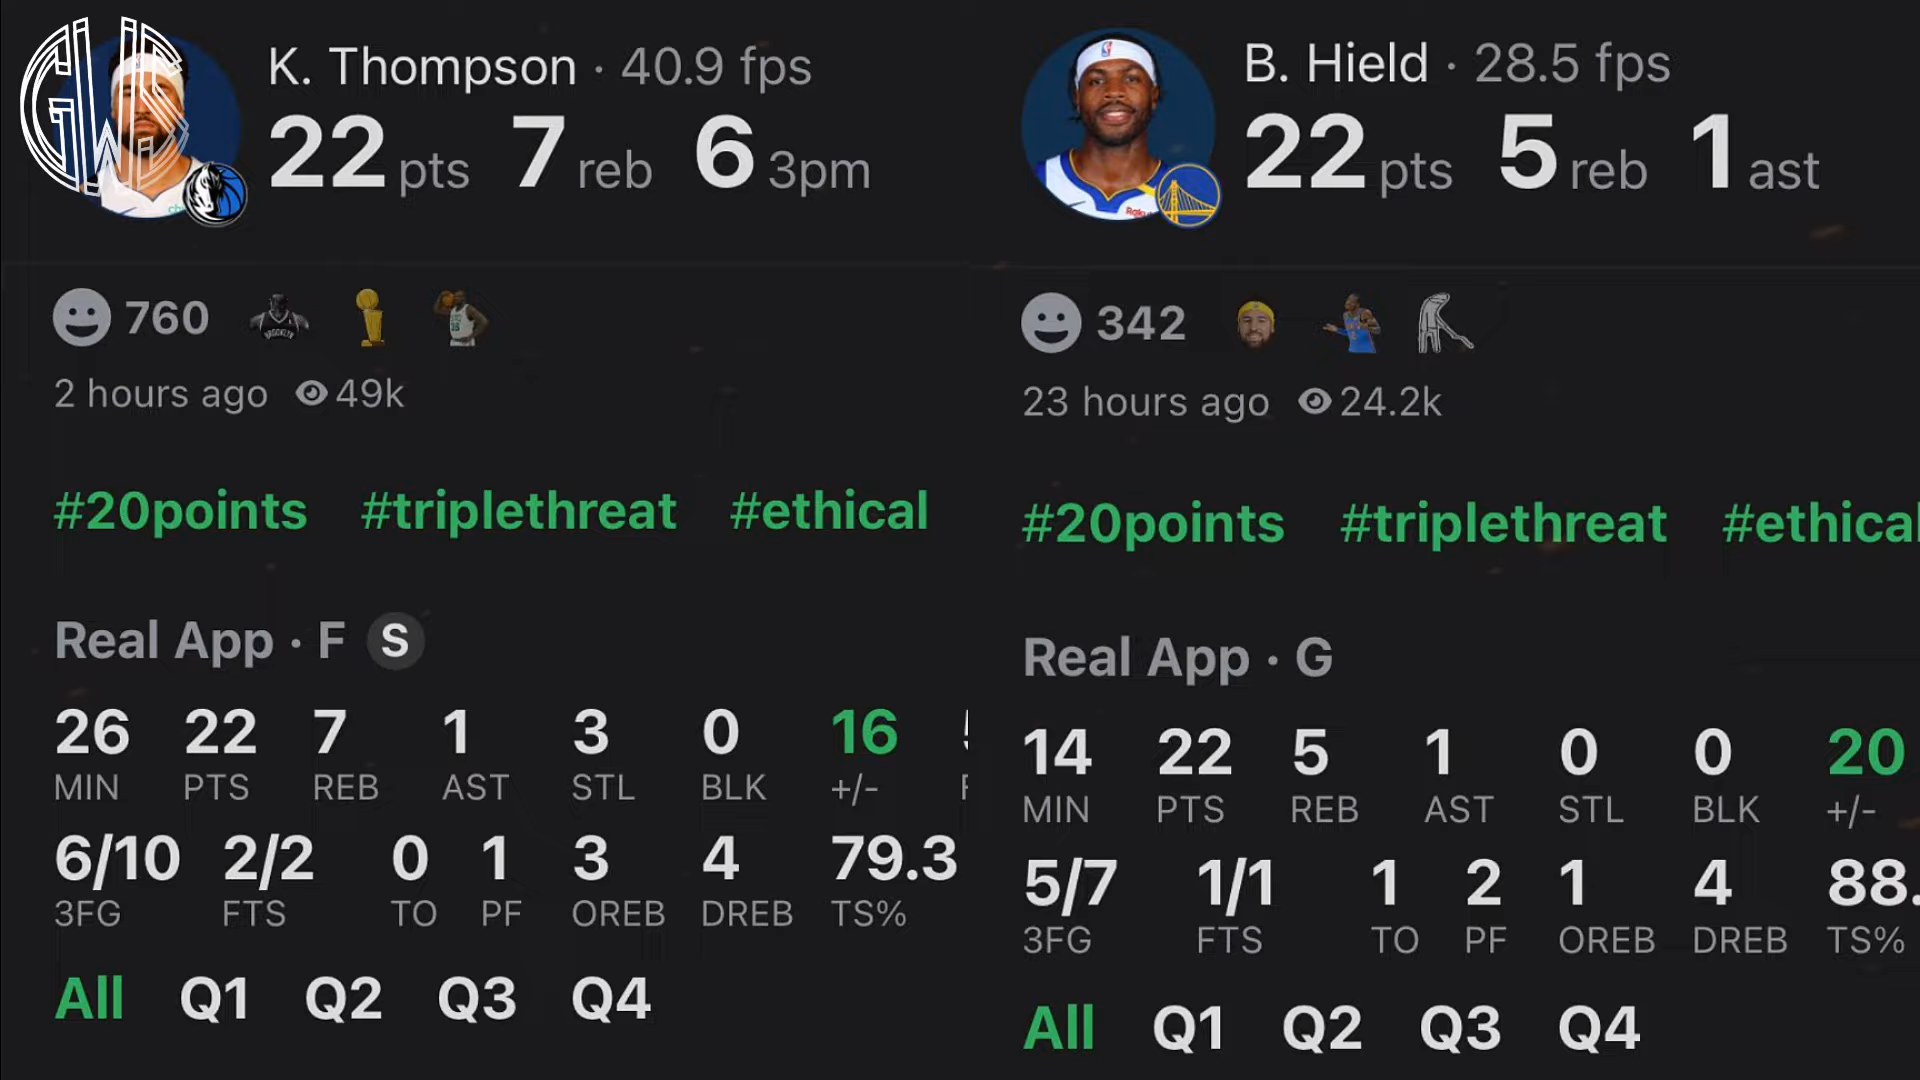 GWS
K. Thompson · 40.9 fps
22 pts 7 reb 6 3pm
760
BROOKLYN
2 hours ago 49k
#20points #triplethreat #ethical
Real App · F S
26 22 7 1 3 0 16
MIN PTS REB AST STL BLK +/-
6/10 2/2 0 1 3 4 79.3
3FG FTS TO PF OREB DREB TS%
All Q1 Q2 Q3 Q4
B. Hield · 28.5 fps
22 pts 5 reb 1 ast
342
23 hours ago 24.2k
#20points #triplethreat #ethical
Real App · G
14 22 5 1 0 0 20
MIN PTS REB AST STL BLK +/-
5/7 1/1 1 2 1 4 88.
3FG FTS TO PF OREB DREB TS%
All Q1 Q2 Q3 Q4